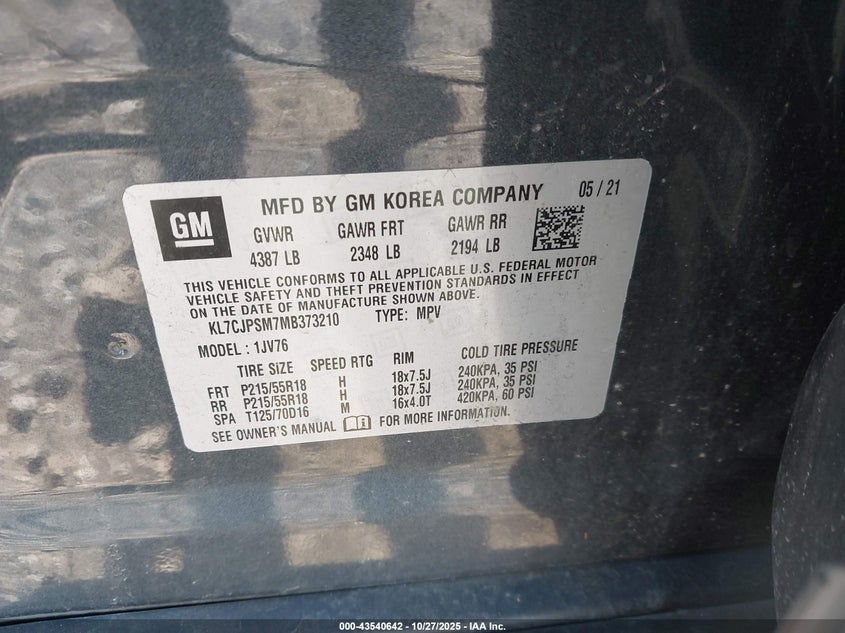 GM
MFD BY GM KOREA COMPANY 05 / 21
GVWR GAWR FRT GAWR RR
4387 LB 2348 LB 2194 LB
THIS VEHICLE CONFORMS TO ALL APPLICABLE U.S. FEDERAL MOTOR
VEHICLE SAFETY AND THEFT PREVENTION STANDARDS IN EFFECT
ON THE DATE OF MANUFACTURE SHOWN ABOVE.
KL7CJPSM7MB373210 TYPE: MPV
MODEL : 1JV76
TIRE SIZE SPEED RTG RIM COLD TIRE PRESSURE
FRT P215/55R18 H 18x7.5J 240KPA, 35 PSI
RR P215/55R18 H 18x7.5J 240KPA, 35 PSI
SPA T125/70D16 M 16x4.0T 420KPA, 60 PSI
SEE OWNER'S MANUAL FOR MORE INFORMATION.
000-43540642 - 10/27/2025 - IAA Inc.